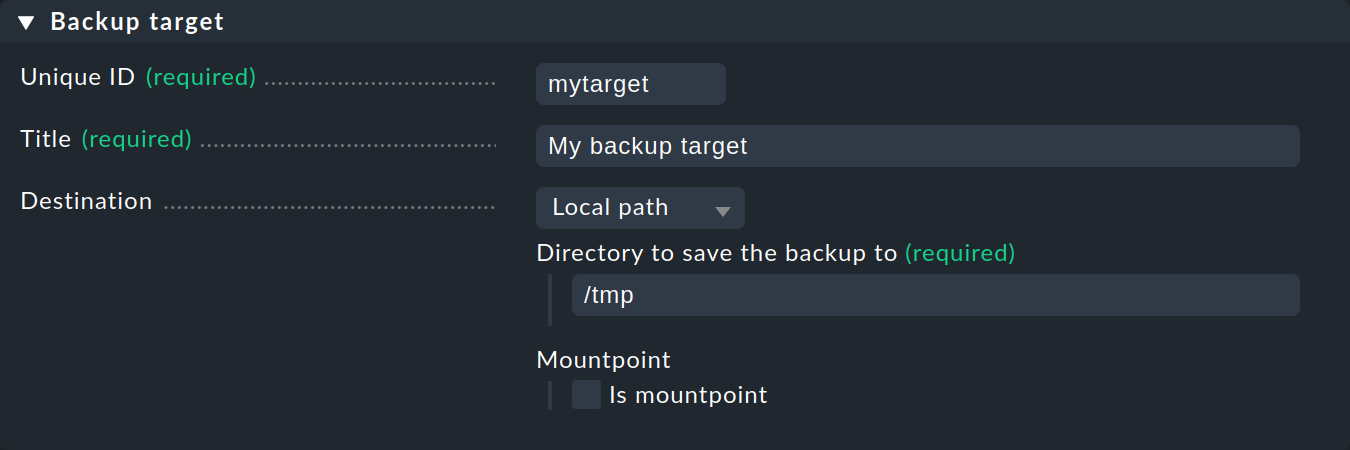 Backup target
Unique ID (required) mytarget
Title (required) My backup target
Destination Local path
Directory to save the backup to (required)
/tmp
Mountpoint
Is mountpoint